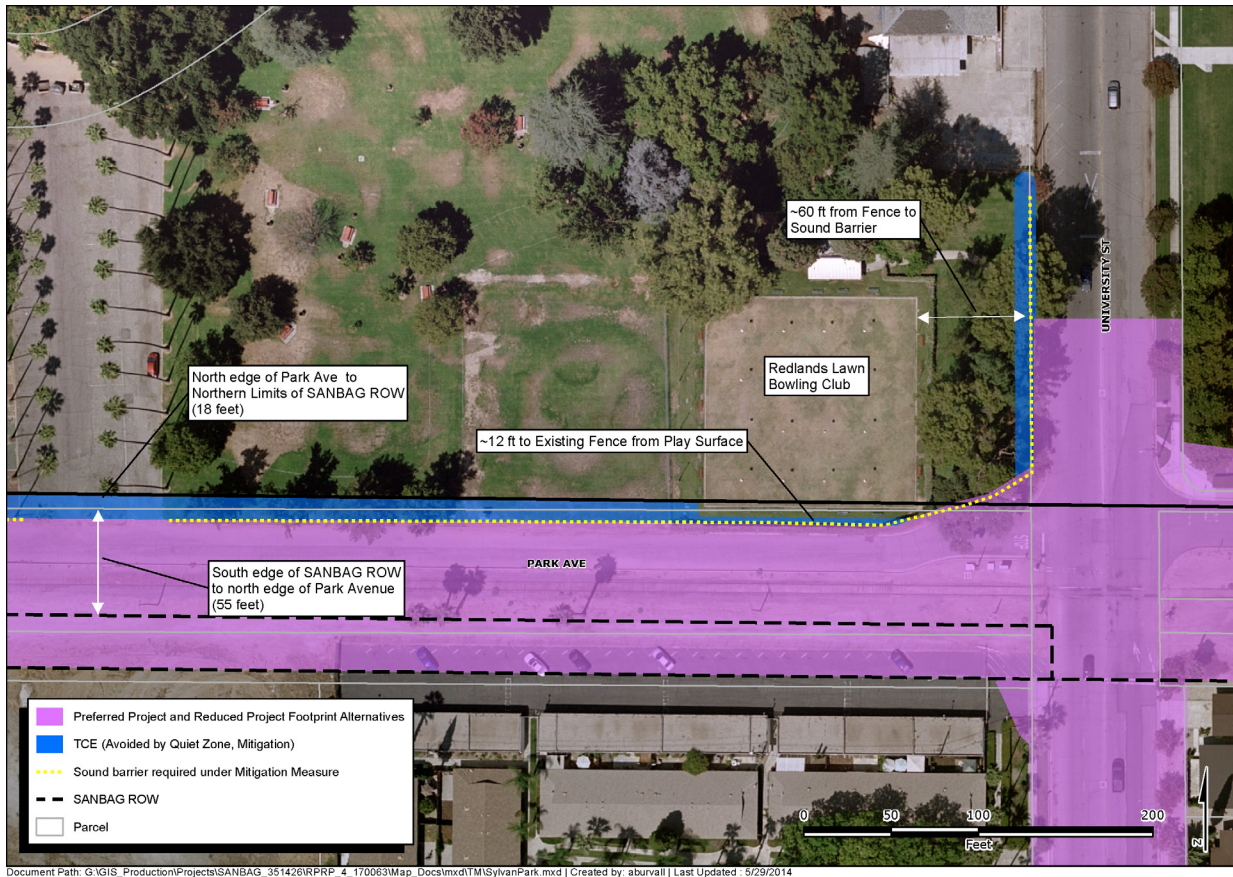 ~60 ft from Fence to
Sound Barrier
UNIVERSITY ST
Redlands Lawn
Bowling Club
North edge of Park Ave to
Northern Limits of SANBAG ROW
(18 feet)
~12 ft to Existing Fence from Play Surface
PARK AVE
South edge of SANBAG ROW
to north edge of Park Avenue
(55 feet)
Preferred Project and Reduced Project Footprint Alternatives
TCE (Avoided by Quiet Zone, Mitigation)
Sound barrier required under Mitigation Measure
SANBAG ROW
Parcel
0 50 100 200
Feet
N
Document Path: G:\GIS_Production\Projects\SANBAG_351426\RPRP_4_170063\Map_Docs\mxd\TM\SylvanPark.mxd | Created by: aburvall | Last Updated : 5/29/2014